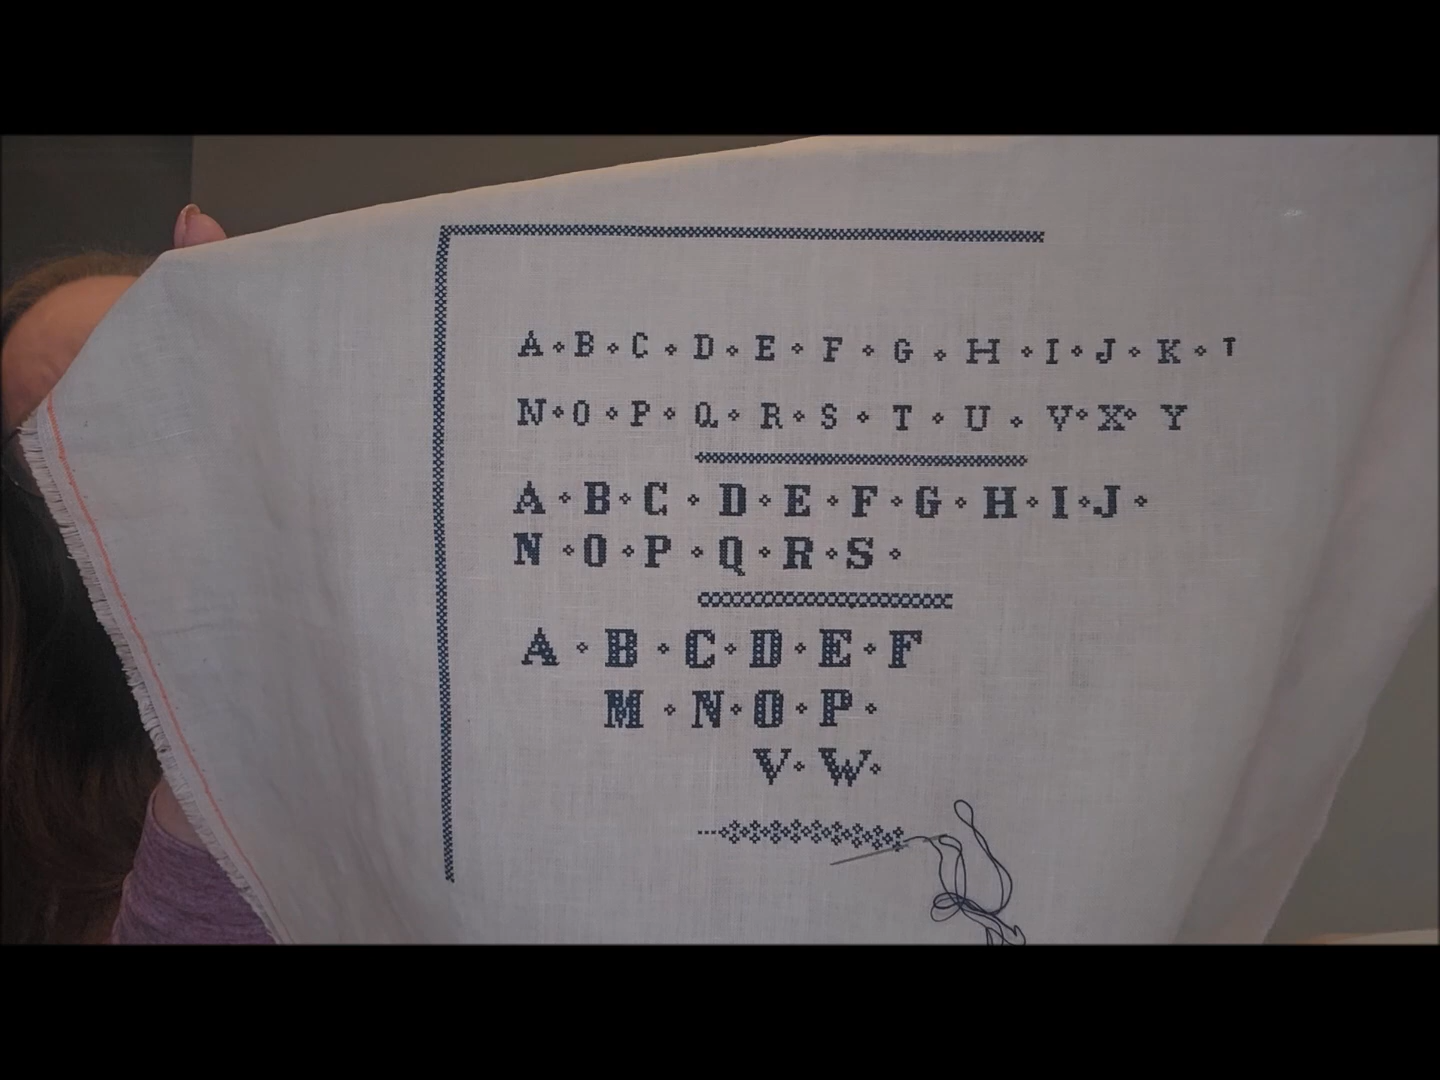 A B C D E F G H I J K
N O P Q R S T U V X Y
A B C D E F G H I J
N O P Q R S
A B C D E F
M N O P
V W